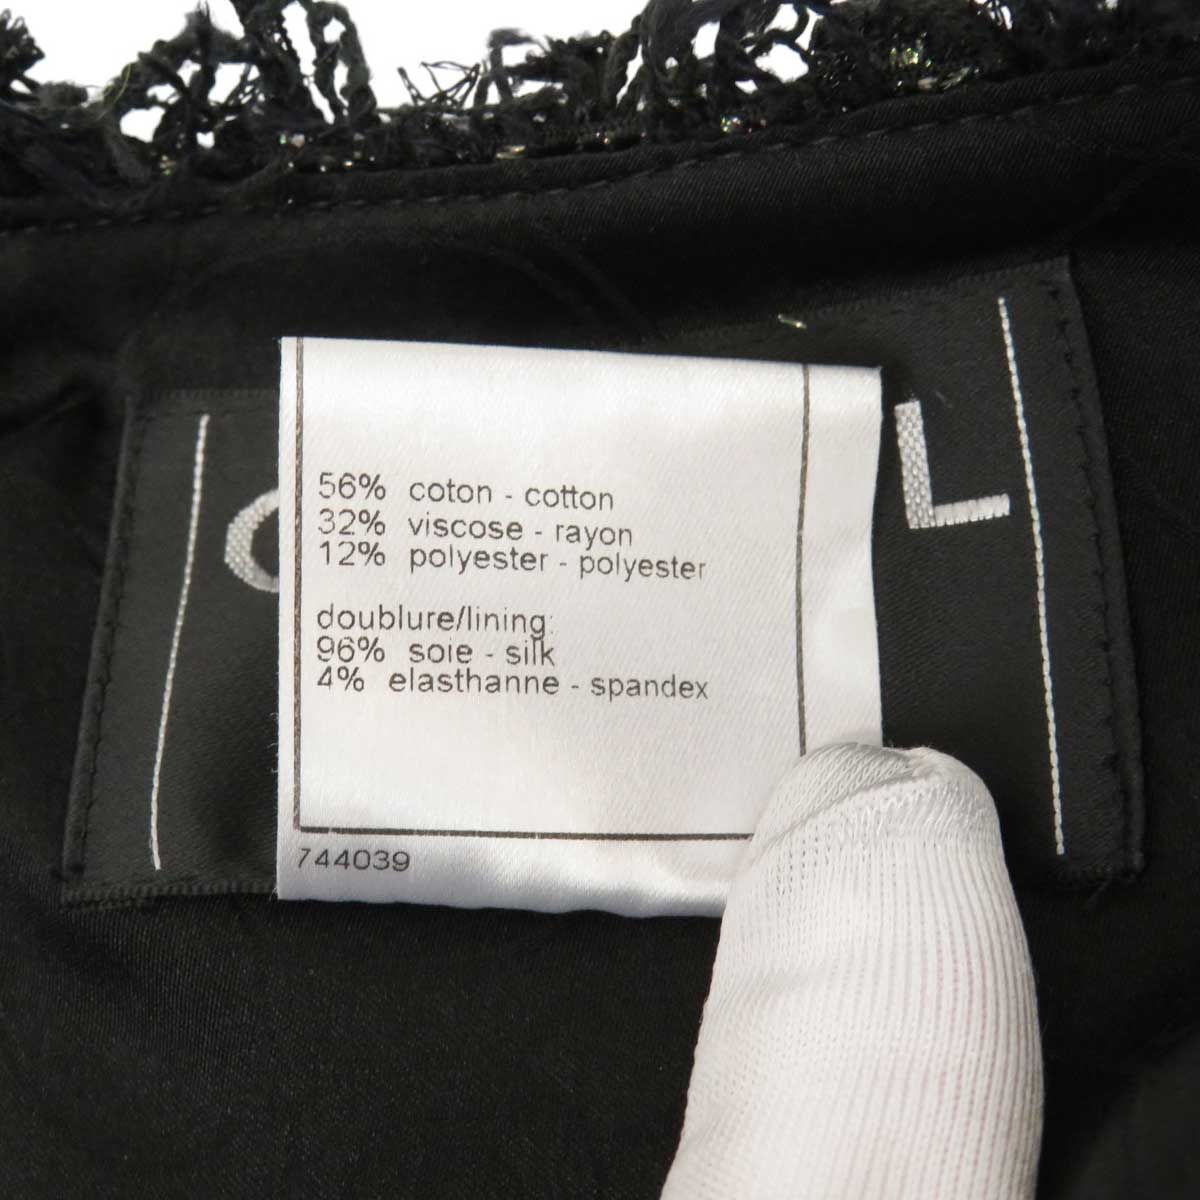 56% coton - cotton
32% viscose - rayon
12% polyester - polyester
doublure/lining:
96% soie - silk
4% elasthanne - spandex
744039
C L